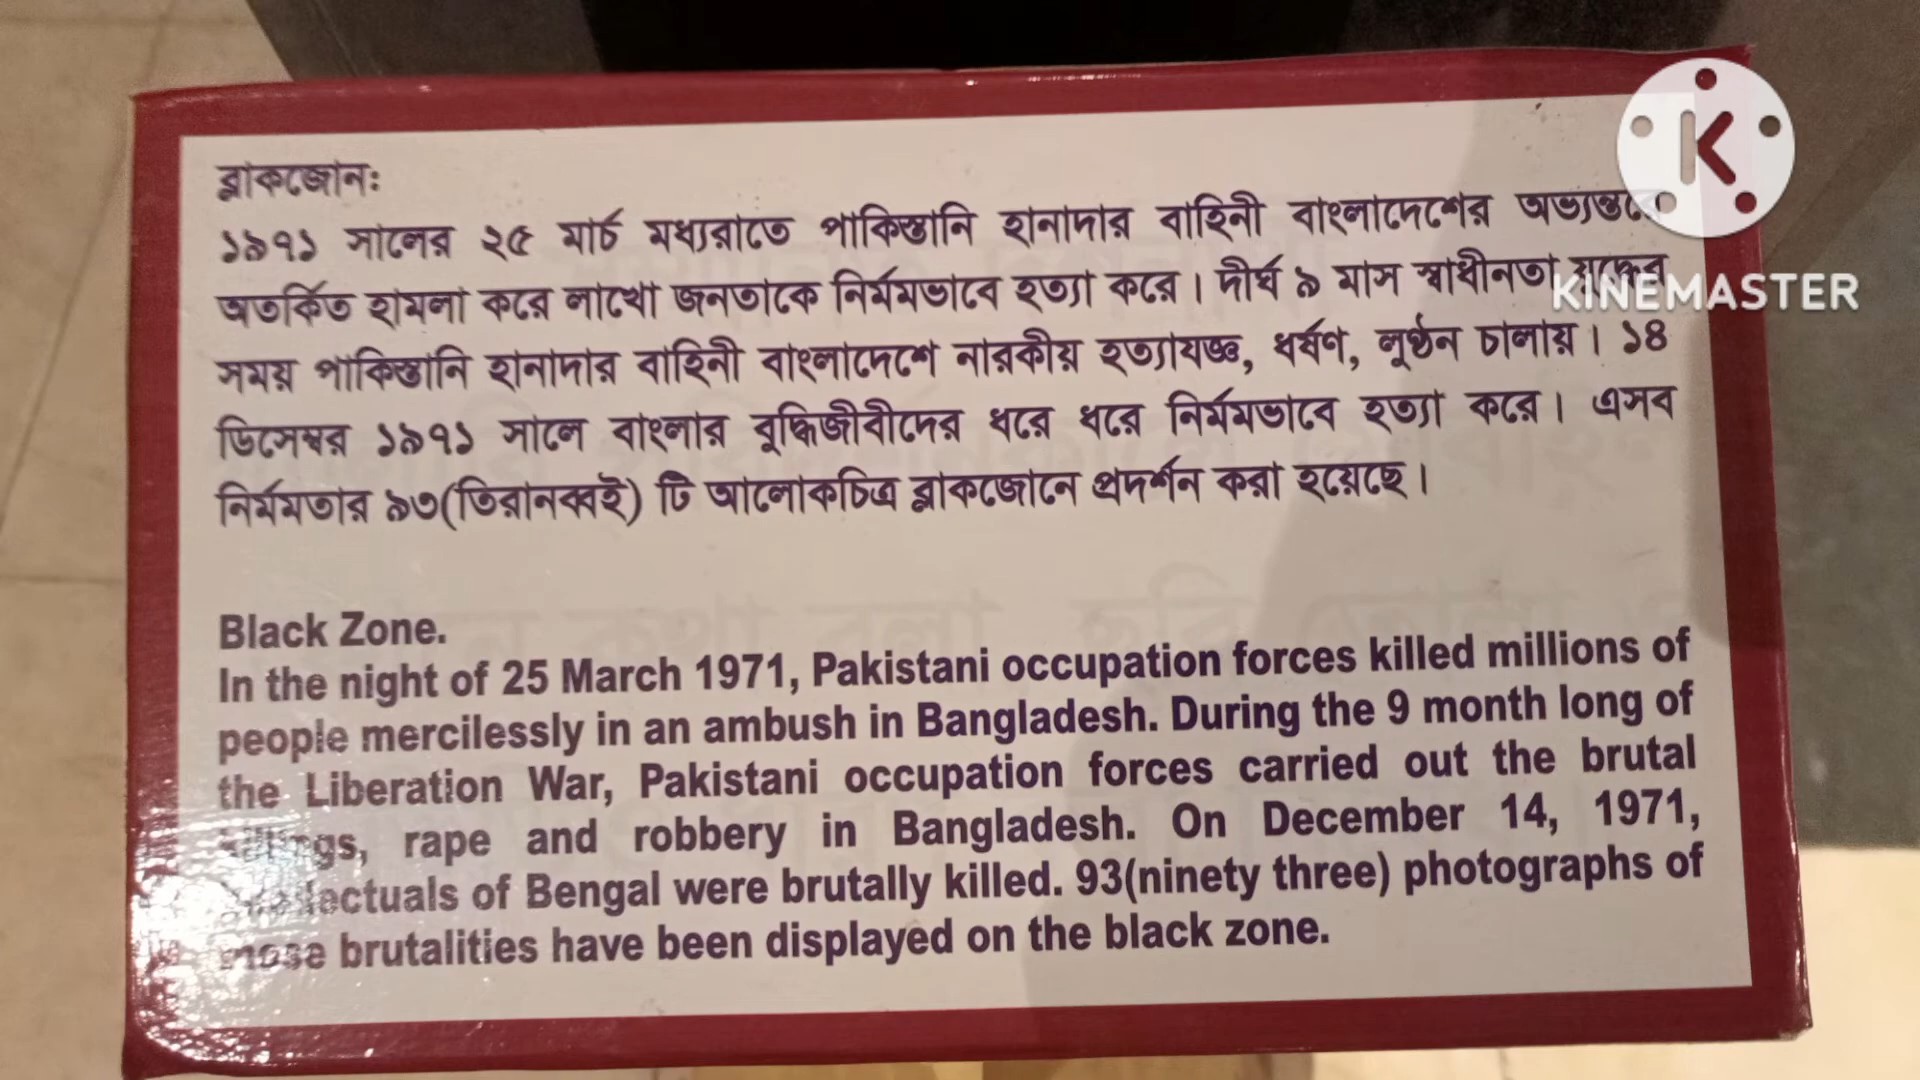 ব্লাকজোনঃ
১৯৭১ সালের ২৫ মার্চ মধ্যরাতে পাকিস্তানি হানাদার বাহিনী বাংলাদেশের
অতর্কিত হামলা করে লাখো জনতাকে নির্মমভাবে হত্যা করে। দীর্ঘ ৯ মাস স্বাধীনতা
সময় পাকিস্তানি হানাদার বাহিনী বাংলাদেশে নারকীয় হত্যাযজ্ঞ, ধর্ষণ, লুণ্ঠন চালায়। ১৪
ডিসেম্বর ১৯৭১ সালে বাংলার বুদ্ধিজীবীদের ধরে ধরে নির্মমভাবে হত্যা করে। এসব
নির্মমতার ৯৩(তিরানব্বই) টি আলোকচিত্র ব্লাকজোনে প্রদর্শন করা হয়েছে।
Black Zone.
In the night of 25 March 1971, Pakistani occupation forces killed millions of
people mercilessly in an ambush in Bangladesh. During the 9 month long of
the Liberation War, Pakistani occupation forces carried out the brutal
rape and robbery in Bangladesh. On December 14, 1971,
of Bengal were brutally killed. 93(ninety three) photographs of
brutalities have been displayed on the black zone.
K
KINEMASTER